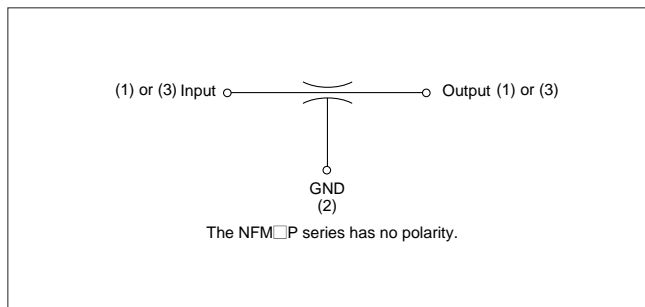 (1) or (3) Input
Output (1) or (3)
GND
(2)
The NFM□P series has no polarity.